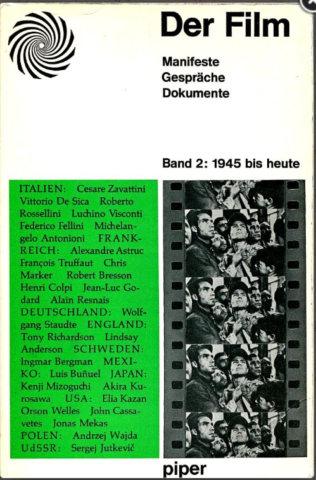 Der Film
Manifeste
Gespräche
Dokumente
Band 2: 1945 bis heute
ITALIEN: Cesare Zavattini
Vittorio De Sica Roberto
Rossellini Luchino Visconti
Federico Fellini Michelan-
gelo Antonioni FRANK-
REICH: Alexandre Astruc
François Truffaut Chris
Marker Robert Bresson
Henri Colpi Jean-Luc Go-
dard Alain Resnais
DEUTSCHLAND: Wolf-
gang Staudte ENGLAND:
Tony Richardson Lindsay
Anderson SCHWEDEN:
Ingmar Bergman MEXI-
KO: Luis Buñuel JAPAN:
Kenji Mizoguchi Akira Ku-
rosawa USA: Elia Kazan
Orson Welles John Cassa-
vetes Jonas Mekas
POLEN: Andrzej Wajda
UdSSR: Sergej Jutkevič
piper